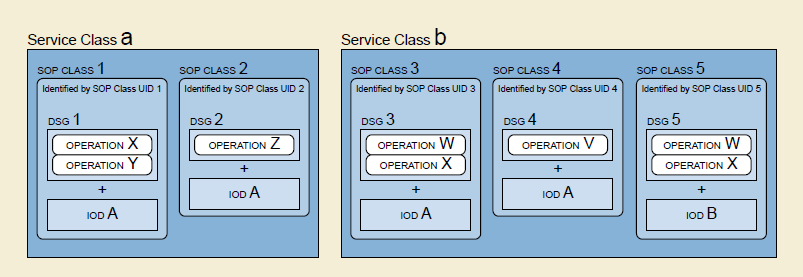 Service Class a
Service Class b
SOP CLASS 1
SOP CLASS 2
SOP CLASS 3
SOP CLASS 4
SOP CLASS 5
Identified by SOP Class UID 1
Identified by SOP Class UID 2
Identified by SOP Class UID 3
Identified by SOP Class UID 4
Identified by SOP Class UID 5
DSG 1
DSG 2
DSG 3
DSG 4
DSG 5
OPERATION X
OPERATION Y
OPERATION Z
OPERATION W
OPERATION X
OPERATION V
OPERATION W
OPERATION X
+
+
+
+
+
IOD A
IOD A
IOD A
IOD A
IOD B